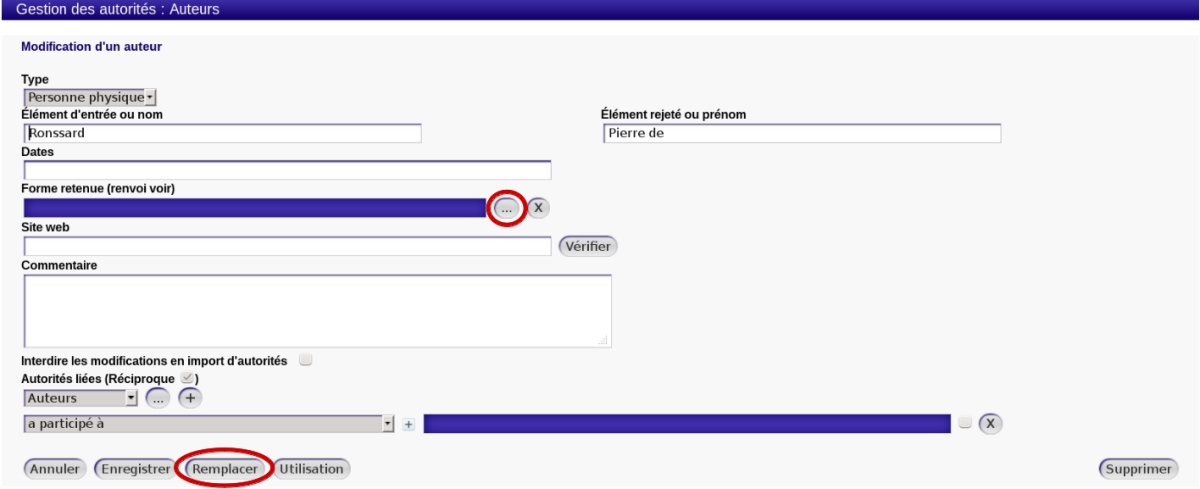 Gestion des autorités : Auteurs
Modification d'un auteur
Type
Personne physique
Élément d'entrée ou nom Élément rejeté ou prénom
Ronssard Pierre de
Dates
Forme retenue (renvoi voir)
... X
Site web
Vérifier
Commentaire
Interdire les modifications en import d'autorités
Autorités liées (Réciproque )
Auteurs ... +
a participé à + X
Annuler Enregistrer Remplacer Utilisation Supprimer